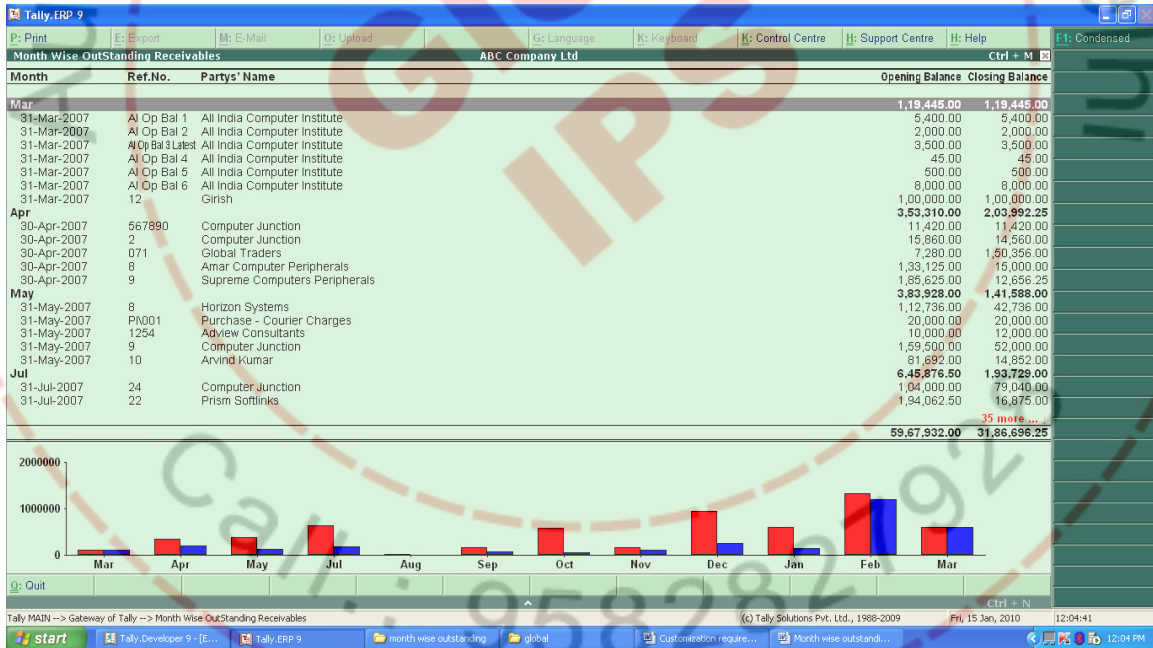 Tally.ERP 9
P: Print E: Export M: E-Mail O: Upload G: Language K: Keyboard K: Control Centre H: Support Centre H: Help F1: Condensed
Month Wise OutStanding Receivables ABC Company Ltd Ctrl + M
Month Ref.No. Partys' Name Opening Balance Closing Balance
Mar 1,19,445.00 1,19,445.00
31-Mar-2007 Al Op Bal 1 All India Computer Institute 5,400.00 5,400.00
31-Mar-2007 Al Op Bal 2 All India Computer Institute 2,000.00 2,000.00
31-Mar-2007 Al Op Bal 3 Latest All India Computer Institute 3,500.00 3,500.00
31-Mar-2007 Al Op Bal 4 All India Computer Institute 45.00 45.00
31-Mar-2007 Al Op Bal 5 All India Computer Institute 500.00 500.00
31-Mar-2007 Al Op Bal 6 All India Computer Institute 8,000.00 8,000.00
31-Mar-2007 12 Girish 1,00,000.00 1,00,000.00
Apr 3,53,310.00 2,03,992.25
30-Apr-2007 567890 Computer Junction 11,420.00 11,420.00
30-Apr-2007 2 Computer Junction 15,860.00 14,560.00
30-Apr-2007 071 Global Traders 7,280.00 1,50,356.00
30-Apr-2007 8 Amar Computer Peripherals 1,33,125.00 15,000.00
30-Apr-2007 9 Supreme Computers Peripherals 1,85,625.00 12,656.25
May 3,83,928.00 1,41,588.00
31-May-2007 8 Horizon Systems 1,12,736.00 42,736.00
31-May-2007 PI\001 Purchase - Courier Charges 20,000.00 20,000.00
31-May-2007 1254 Adview Consultants 10,000.00 12,000.00
31-May-2007 9 Computer Junction 1,59,500.00 52,000.00
31-May-2007 10 Arvind Kumar 81,692.00 14,852.00
Jul 6,45,876.50 1,93,729.00
31-Jul-2007 24 Computer Junction 1,04,000.00 79,040.00
31-Jul-2007 22 Prism Softlinks 1,94,062.50 16,875.00
35 more ... ↓
59,67,932.00 31,86,696.25
2000000
1000000
0
Mar Apr May Jul Aug Sep Oct Nov Dec Jan Feb Mar
Q: Quit
Ctrl + N
Tally MAIN --> Gateway of Tally --> Month Wise OutStanding Receivables (c) Tally Solutions Pvt. Ltd., 1988-2009 Fri, 15 Jan, 2010 12:04:41
start Tally.Developer 9 - [E... Tally.ERP 9 month wise outstanding global Customization require... Month wise outstandi... 12:04 PM
IPS
Call : 9582827928